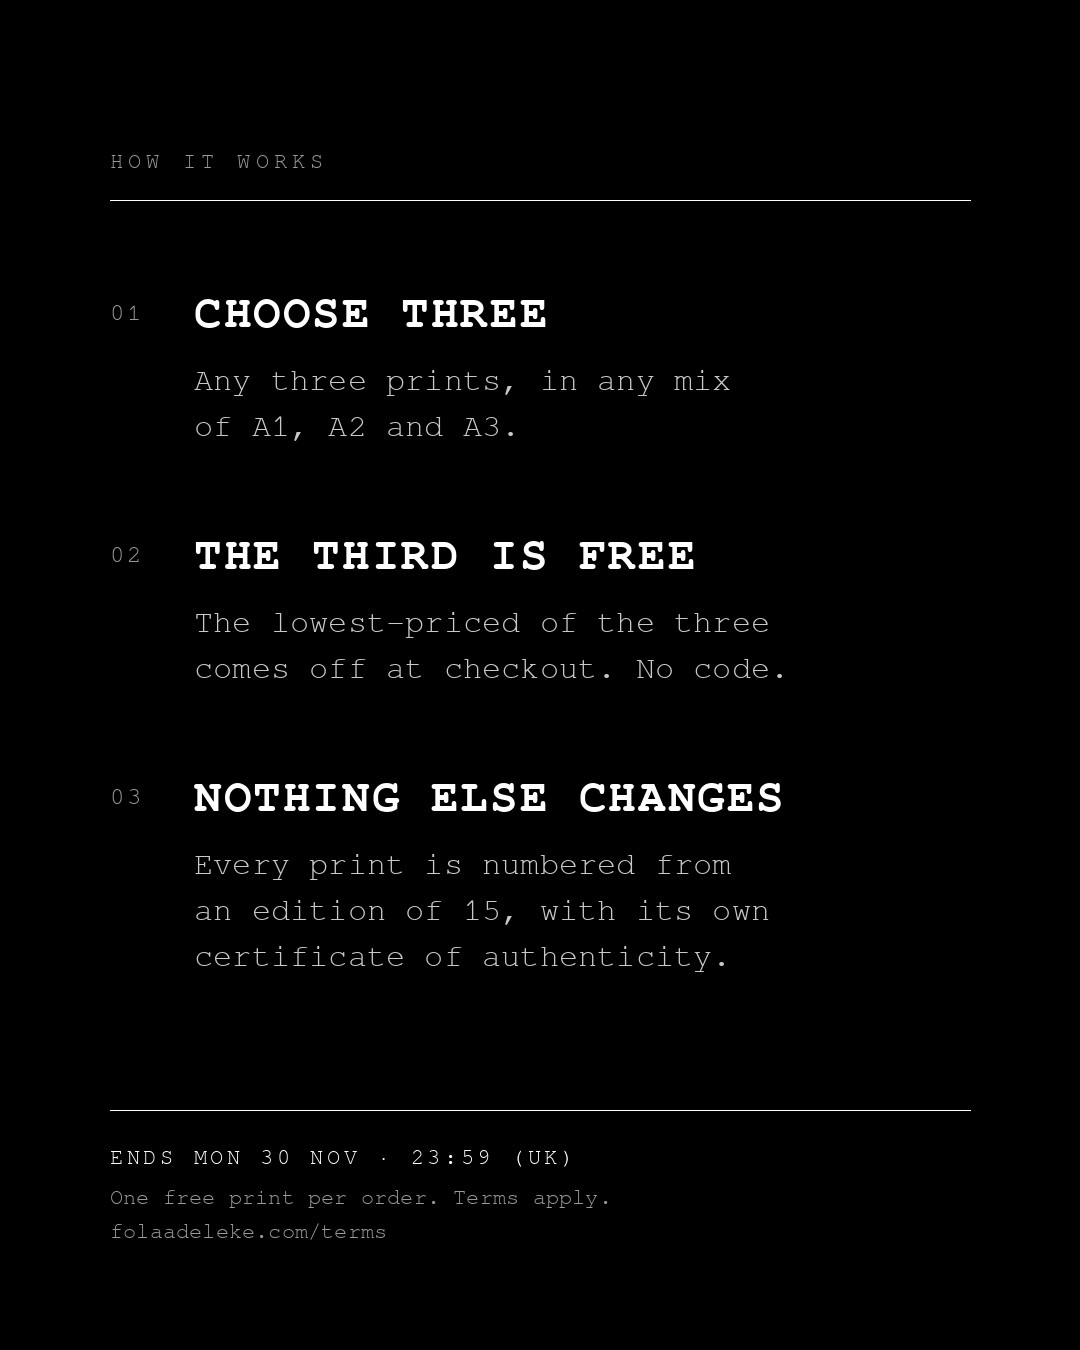 HOW IT WORKS
01 CHOOSE THREE
Any three prints, in any mix
of A1, A2 and A3.
02 THE THIRD IS FREE
The lowest-priced of the three
comes off at checkout. No code.
03 NOTHING ELSE CHANGES
Every print is numbered from
an edition of 15, with its own
certificate of authenticity.
ENDS MON 30 NOV · 23:59 (UK)
One free print per order. Terms apply.
folaadeleke.com/terms